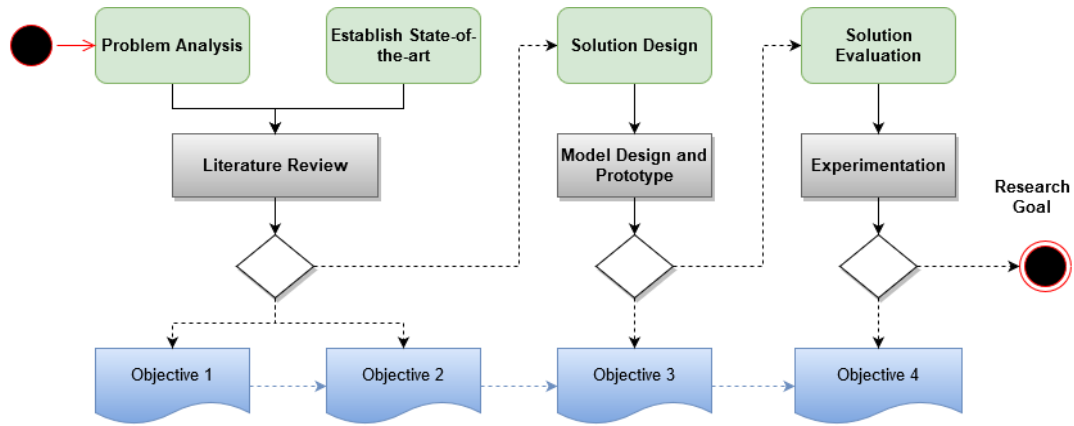 Problem Analysis
Establish State-of-
the-art
Solution Design
Solution
Evaluation
Literature Review
Model Design and
Prototype
Experimentation
Research
Goal
Objective 1
Objective 2
Objective 3
Objective 4